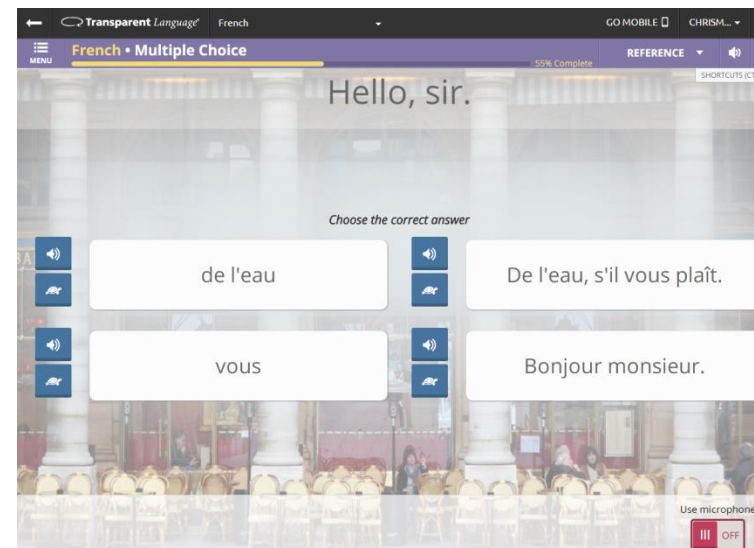 Transparent Language® French GO MOBILE CHRISM...
MENU French • Multiple Choice 55% Complete REFERENCE
SHORTCUTS (CT
Hello, sir.
Choose the correct answer
de l'eau
De l'eau, s'il vous plaît.
vous
Bonjour monsieur.
Use microphone
OFF